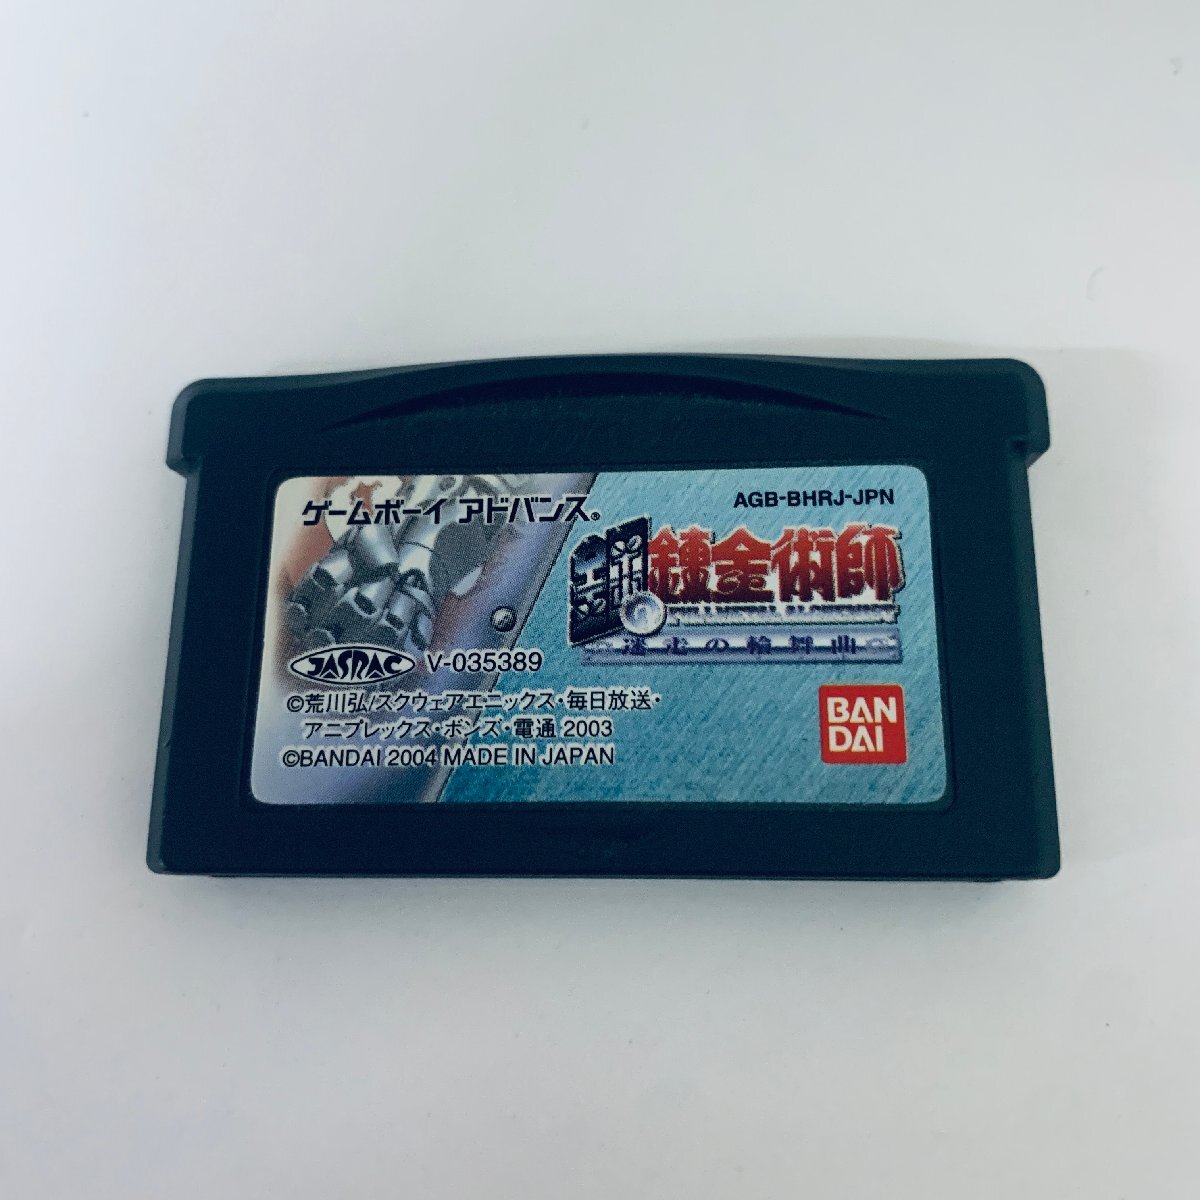 ゲームボーイ アドバンス®
AGB-BHRJ-JPN
鋼 錬金術師
FULLMETAL ALCHEMIST
迷走の輪舞曲
JASRAC V-035389
©荒川弘/スクウェアエニックス・毎日放送・
アニプレックス・ボンズ・電通 2003
©BANDAI 2004 MADE IN JAPAN
BAN
DAI